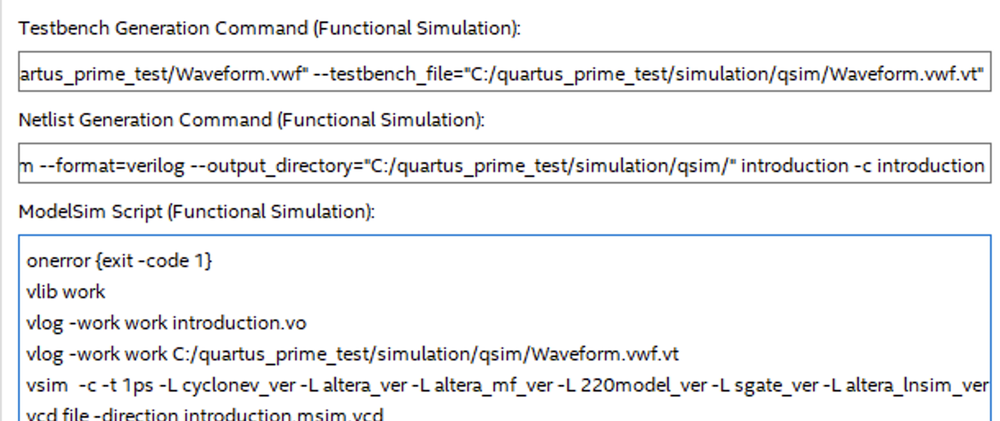 Testbench Generation Command (Functional Simulation):
artus_prime_test/Waveform.vwf" --testbench_file="C:/quartus_prime_test/simulation/qsim/Waveform.vwf.vt"
Netlist Generation Command (Functional Simulation):
m --format=verilog --output_directory="C:/quartus_prime_test/simulation/qsim/" introduction -c introduction
ModelSim Script (Functional Simulation):
onerror {exit -code 1}
vlib work
vlog -work work introduction.vo
vlog -work work C:/quartus_prime_test/simulation/qsim/Waveform.vwf.vt
vsim  -c -t 1ps -L cyclonev_ver -L altera_ver -L altera_mf_ver -L 220model_ver -L sgate_ver -L altera_lnsim_ver
vcd file -direction introduction.msim.vcd